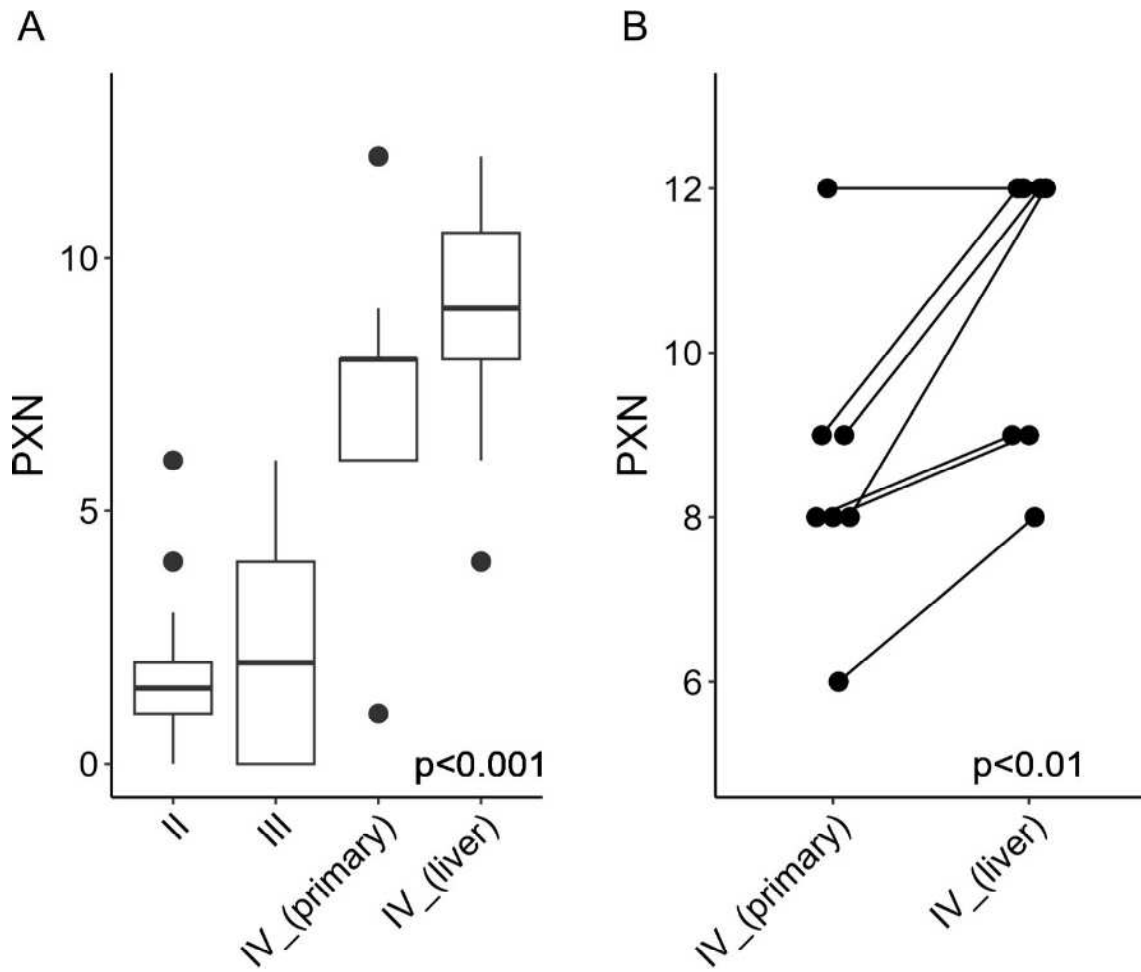 A
PXN
10
5
0
p<0.001
II
III
IV_(primary)
IV_(liver)
B
PXN
12
10
8
6
p<0.01
IV_(primary)
IV_(liver)